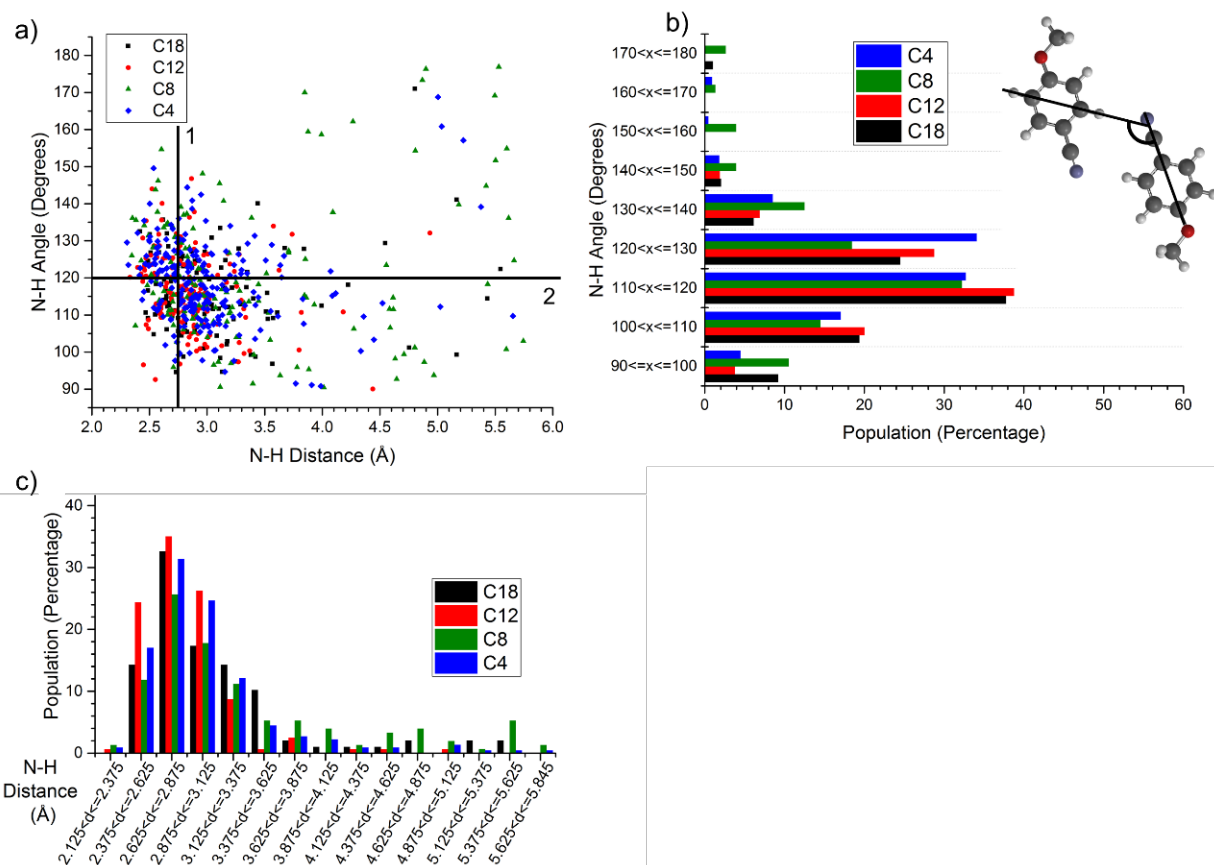 a)
C18
C12
C8
C4
1
2
N-H Angle (Degrees)
180
170
160
150
140
130
120
110
100
90
2.0 2.5 3.0 3.5 4.0 4.5 5.0 5.5 6.0
N-H Distance (Å)
b)
C4
C8
C12
C18
N-H Angle (Degrees)
170<x<=180
160<x<=170
150<x<=160
140<x<=150
130<x<=140
120<x<=130
110<x<=120
100<x<=110
90<=x<=100
0 10 20 30 40 50 60
Population (Percentage)
c)
Population (Percentage)
40
30
20
10
0
C18
C12
C8
C4
N-H
Distance
(Å)
2.125<d<=2.375
2.375<d<=2.625
2.625<d<=2.875
2.875<d<=3.125
3.125<d<=3.375
3.375<d<=3.625
3.625<d<=3.875
3.875<d<=4.125
4.125<d<=4.375
4.375<d<=4.625
4.625<d<=4.875
4.875<d<=5.125
5.125<d<=5.375
5.375<d<=5.625
5.625<d<=5.845